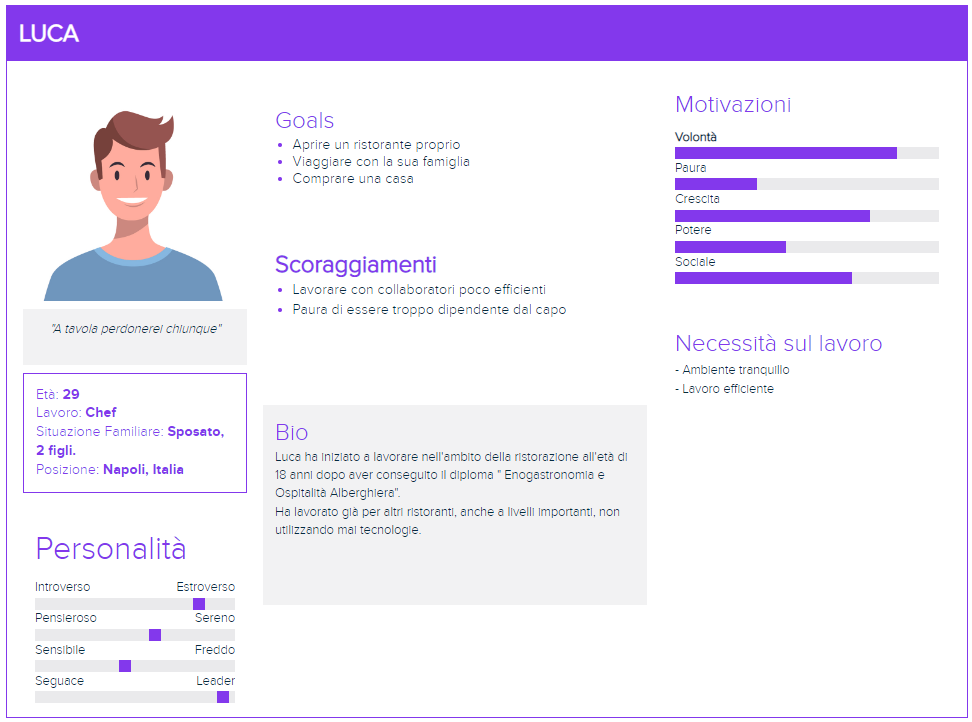 LUCA
"A tavola perdonerei chiunque"
Età: 29
Lavoro: Chef
Situazione Familiare: Sposato,
2 figli.
Posizione: Napoli, Italia
Personalità
Introverso Estroverso
Pensieroso Sereno
Sensibile Freddo
Seguace Leader
Goals
• Aprire un ristorante proprio
• Viaggiare con la sua famiglia
• Comprare una casa
Scoraggiamenti
• Lavorare con collaboratori poco efficienti
• Paura di essere troppo dipendente dal capo
Bio
Luca ha iniziato a lavorare nell'ambito della ristorazione all'età di
18 anni dopo aver conseguito il diploma " Enogastronomia e
Ospitalità Alberghiera".
Ha lavorato già per altri ristoranti, anche a livelli importanti, non
utilizzando mai tecnologie.
Motivazioni
Volontà
Paura
Crescita
Potere
Sociale
Necessità sul lavoro
- Ambiente tranquillo
- Lavoro efficiente